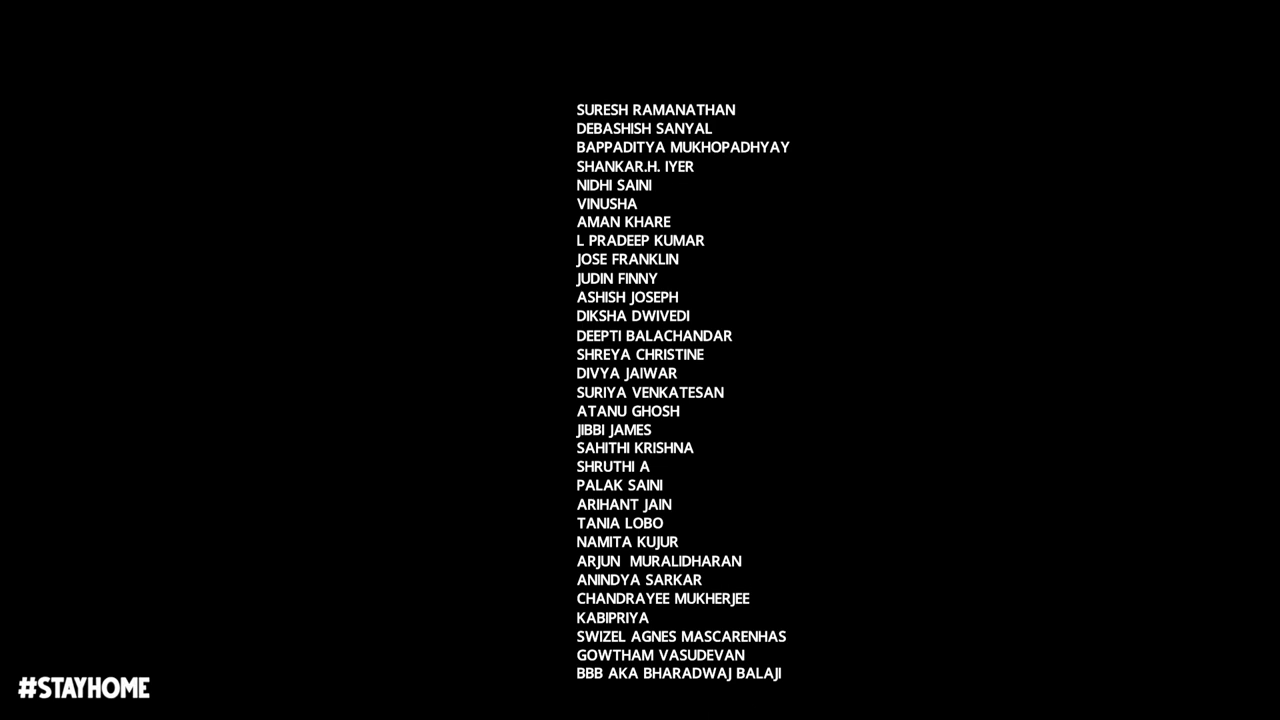 SURESH RAMANATHAN
DEBASHISH SANYAL
BAPPADITYA MUKHOPADHYAY
SHANKAR.H. IYER
NIDHI SAINI
VINUSHA
AMAN KHARE
L PRADEEP KUMAR
JOSE FRANKLIN
JUDIN FINNY
ASHISH JOSEPH
DIKSHA DWIVEDI
DEEPTI BALACHANDAR
SHREYA CHRISTINE
DIVYA JAIWAR
SURIYA VENKATESAN
ATANU GHOSH
JIBBI JAMES
SAHITHI KRISHNA
SHRUTHI A
PALAK SAINI
ARIHANT JAIN
TANIA LOBO
NAMITA KUJUR
ARJUN  MURALIDHARAN
ANINDYA SARKAR
CHANDRAYEE MUKHERJEE
KABIPRIYA
SWIZEL AGNES MASCARENHAS
GOWTHAM VASUDEVAN
BBB AKA BHARADWAJ BALAJI
#STAYHOME